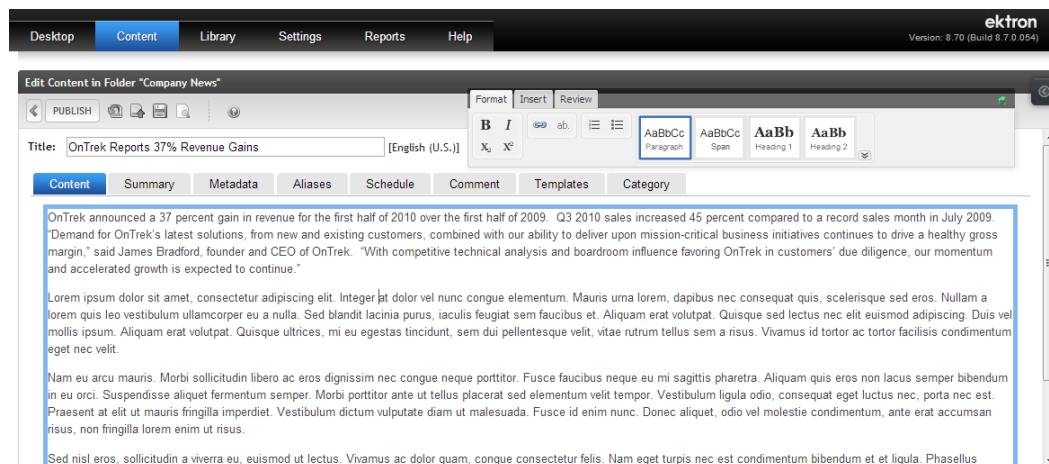 ektron
Desktop Content Library Settings Reports Help
Version: 8.70 (Build 8.7.0.054)
Edit Content in Folder "Company News"
Format Insert Review
PUBLISH
B I ab.
X₂ X²
AaBbCc Paragraph
AaBbCc Span
AaBb Heading 1
AaBb Heading 2
Title: OnTrek Reports 37% Revenue Gains [English (U.S.)]
Content Summary Metadata Aliases Schedule Comment Templates Category
OnTrek announced a 37 percent gain in revenue for the first half of 2010 over the first half of 2009. Q3 2010 sales increased 45 percent compared to a record sales month in July 2009.
“Demand for OnTrek’s latest solutions, from new and existing customers, combined with our ability to deliver upon mission-critical business initiatives continues to drive a healthy gross
margin,” said James Bradford, founder and CEO of OnTrek. “With competitive technical analysis and boardroom influence favoring OnTrek in customers’ due diligence, our momentum
and accelerated growth is expected to continue.”
Lorem ipsum dolor sit amet, consectetur adipiscing elit. Integer at dolor vel nunc congue elementum. Mauris urna lorem, dapibus nec consequat quis, scelerisque sed eros. Nullam a
lorem quis leo vestibulum ullamcorper eu a nulla. Sed blandit lacinia purus, iaculis feugiat sem faucibus et. Aliquam erat volutpat. Quisque sed lectus nec elit euismod adipiscing. Duis vel
mollis ipsum. Aliquam erat volutpat. Quisque ultrices, mi eu egestas tincidunt, sem dui pellentesque velit, vitae rutrum tellus sem a risus. Vivamus id tortor ac tortor facilisis condimentum
eget nec velit.
Nam eu arcu mauris. Morbi sollicitudin libero ac eros dignissim nec congue neque porttitor. Fusce faucibus neque eu mi sagittis pharetra. Aliquam quis eros non lacus semper bibendum
in eu orci. Suspendisse aliquet fermentum semper. Morbi porttitor ante ut tellus placerat sed elementum velit tempor. Vestibulum ligula odio, consequat eget luctus nec, porta nec est.
Praesent at elit ut mauris fringilla imperdiet. Vestibulum dictum vulputate diam ut malesuada. Fusce id enim nunc. Donec aliquet, odio vel molestie condimentum, ante erat accumsan
risus, non fringilla lorem enim ut risus.
Sed nisl eros, sollicitudin a viverra eu, euismod ut lectus. Vivamus ac dolor quam, congue consectetur felis. Nam eget turpis nec est condimentum bibendum et et ligula. Phasellus